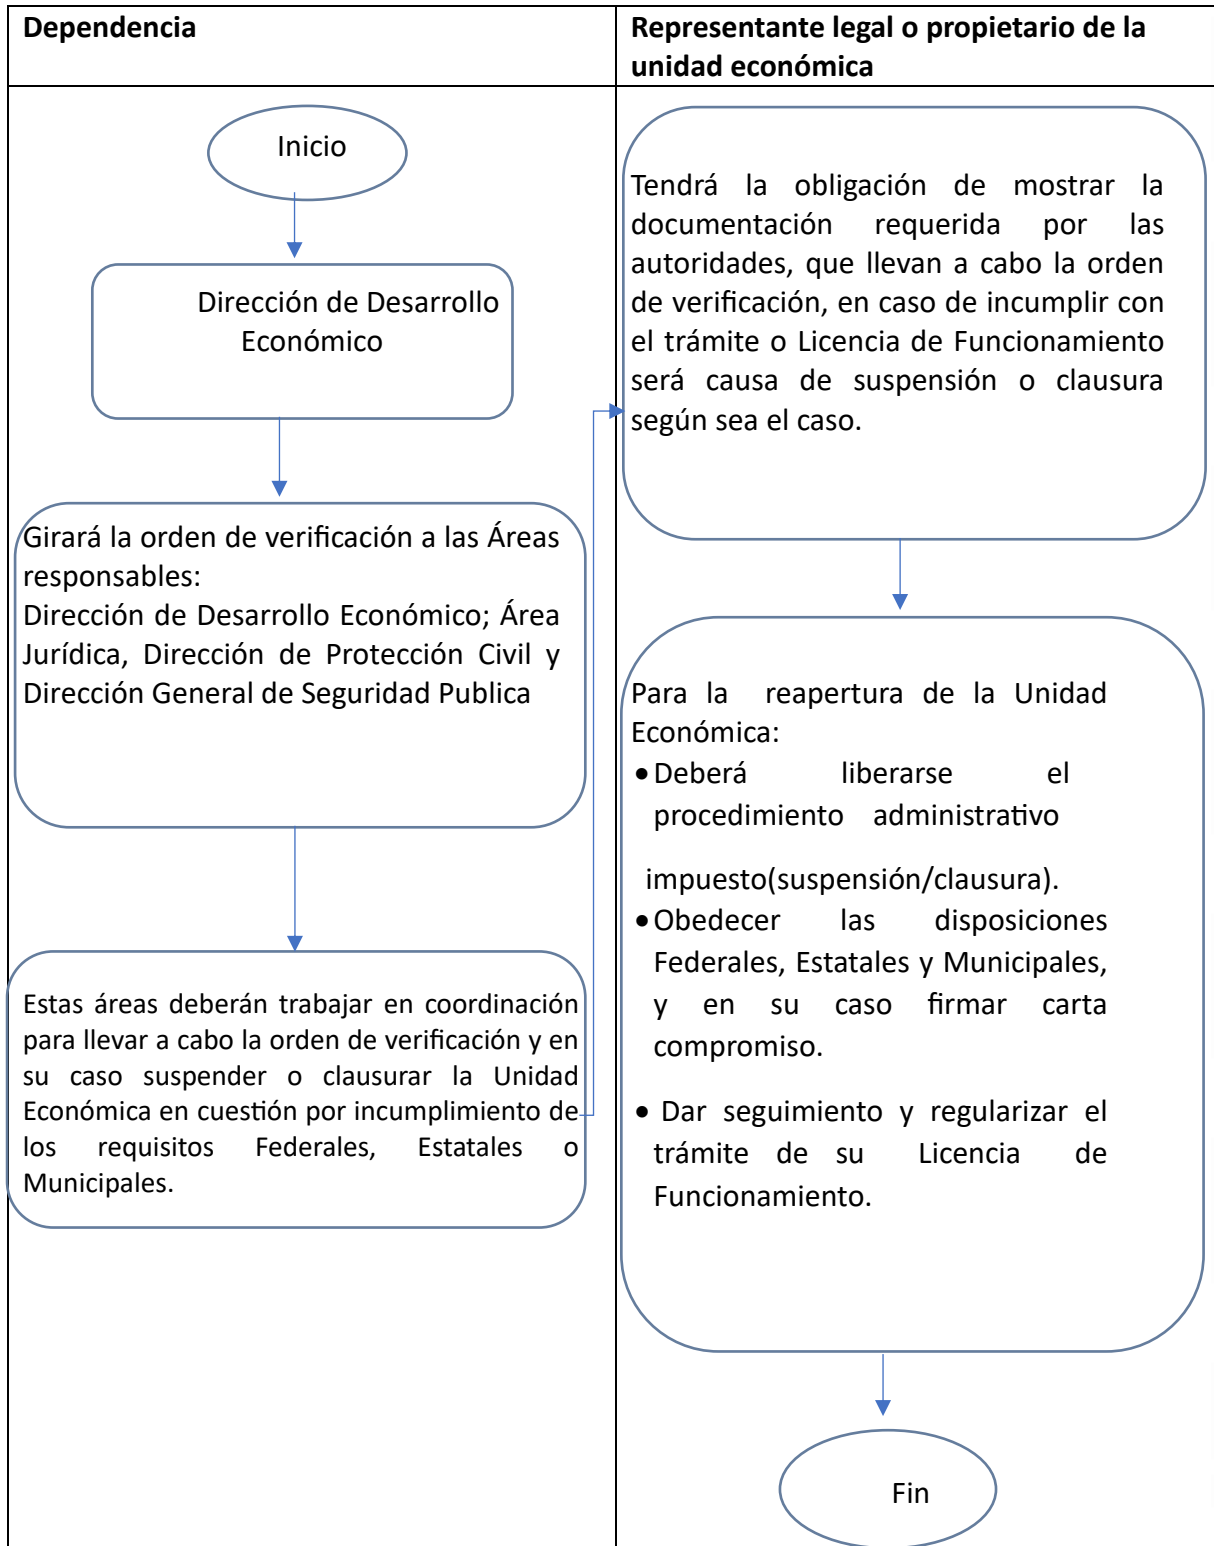 Dependencia
Representante legal o propietario de la
unidad económica
Inicio
Dirección de Desarrollo
Económico
Girará la orden de verificación a las Áreas
responsables:
Dirección de Desarrollo Económico; Área
Jurídica, Dirección de Protección Civil y
Dirección General de Seguridad Publica
Estas áreas deberán trabajar en coordinación
para llevar a cabo la orden de verificación y en
su caso suspender o clausurar la Unidad
Económica en cuestión por incumplimiento de
los requisitos Federales, Estatales o
Municipales.
Tendrá la obligación de mostrar la
documentación requerida por las
autoridades, que llevan a cabo la orden
de verificación, en caso de incumplir con
el trámite o Licencia de Funcionamiento
será causa de suspensión o clausura
según sea el caso.
Para la reapertura de la Unidad
Económica:
• Deberá liberarse el
procedimiento administrativo
impuesto(suspensión/clausura).
• Obedecer las disposiciones
Federales, Estatales y Municipales,
y en su caso firmar carta
compromiso.
• Dar seguimiento y regularizar el
trámite de su Licencia de
Funcionamiento.
Fin